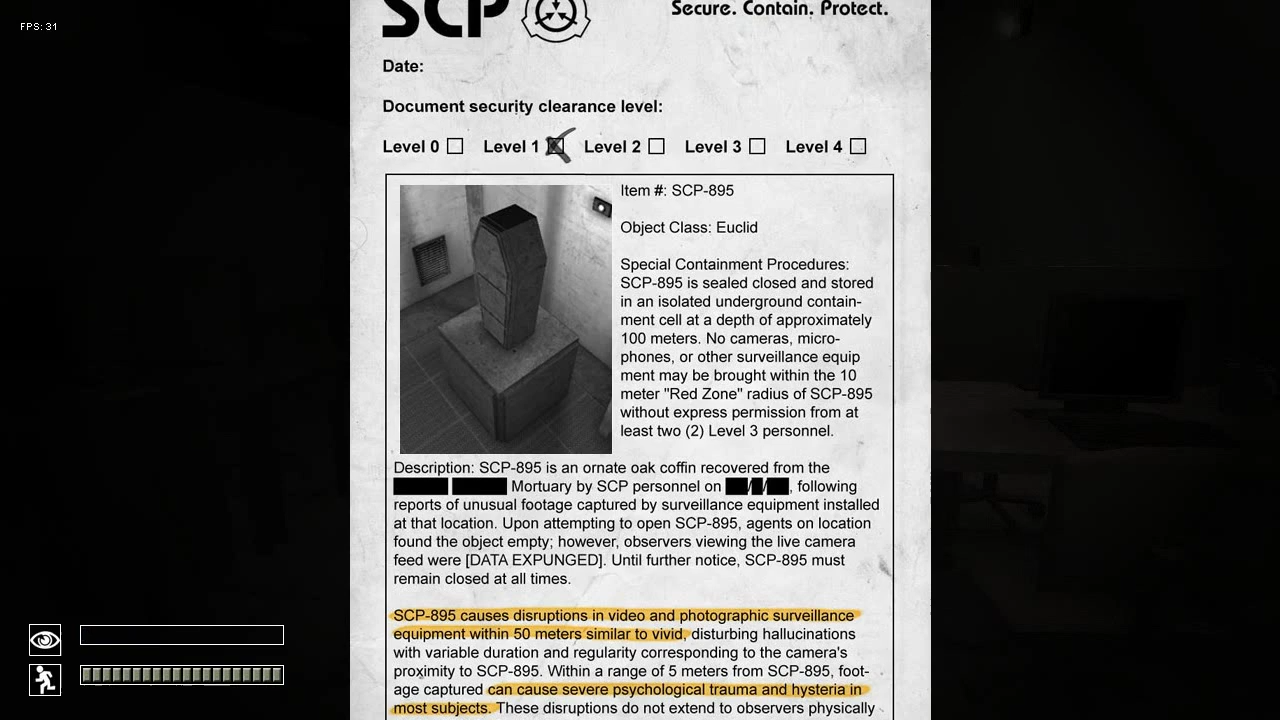 FPS: 31
SCP
Secure. Contain. Protect.
Date:
Document security clearance level:
Level 0 Level 1 Level 2 Level 3 Level 4
Item #: SCP-895
Object Class: Euclid
Special Containment Procedures:
SCP-895 is sealed closed and stored
in an isolated underground contain-
ment cell at a depth of approximately
100 meters. No cameras, micro-
phones, or other surveillance equip
ment may be brought within the 10
meter "Red Zone" radius of SCP-895
without express permission from at
least two (2) Level 3 personnel.
Description: SCP-895 is an ornate oak coffin recovered from the
Mortuary by SCP personnel on / / , following
reports of unusual footage captured by surveillance equipment installed
at that location. Upon attempting to open SCP-895, agents on location
found the object empty; however, observers viewing the live camera
feed were [DATA EXPUNGED]. Until further notice, SCP-895 must
remain closed at all times.
SCP-895 causes disruptions in video and photographic surveillance
equipment within 50 meters similar to vivid, disturbing hallucinations
with variable duration and regularity corresponding to the camera's
proximity to SCP-895. Within a range of 5 meters from SCP-895, foot-
age captured can cause severe psychological trauma and hysteria in
most subjects. These disruptions do not extend to observers physically